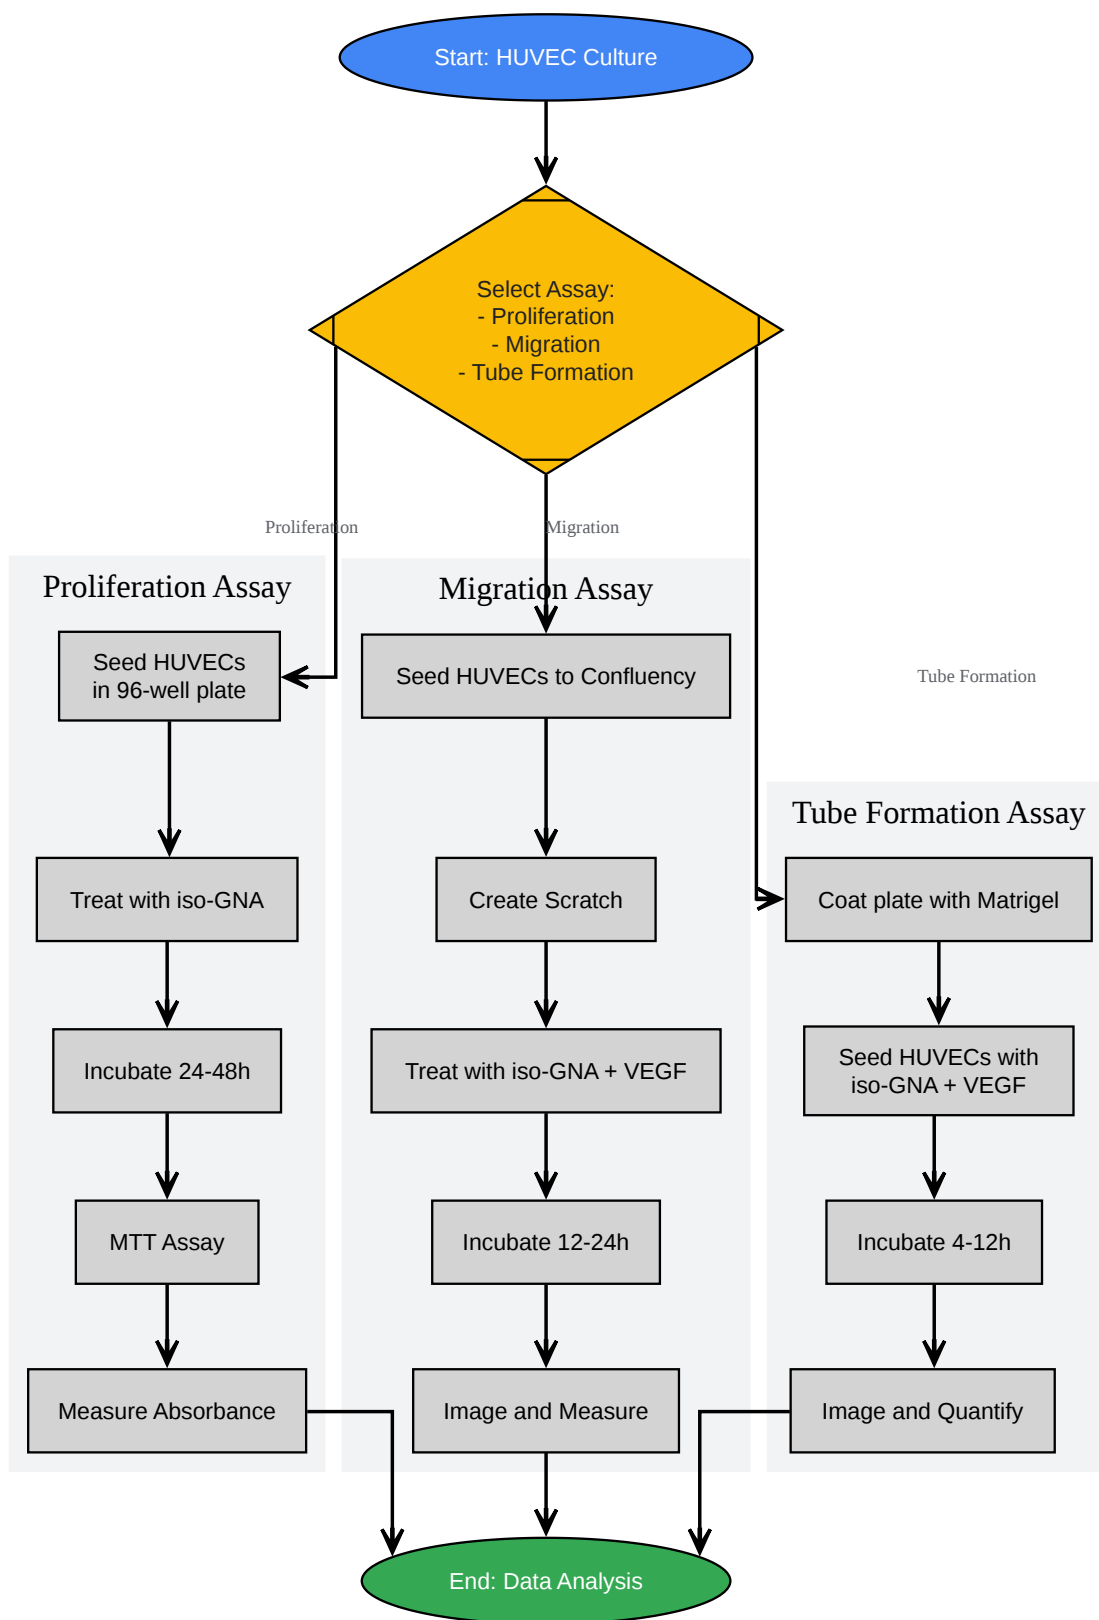 Start: HUVEC Culture
Select Assay:
- Proliferation
- Migration
- Tube Formation
Proliferation
Migration
Tube Formation
Proliferation Assay
Seed HUVECs
in 96-well plate
Treat with iso-GNA
Incubate 24-48h
MTT Assay
Measure Absorbance
Migration Assay
Seed HUVECs to Confluency
Create Scratch
Treat with iso-GNA + VEGF
Incubate 12-24h
Image and Measure
Tube Formation Assay
Coat plate with Matrigel
Seed HUVECs with
iso-GNA + VEGF
Incubate 4-12h
Image and Quantify
End: Data Analysis